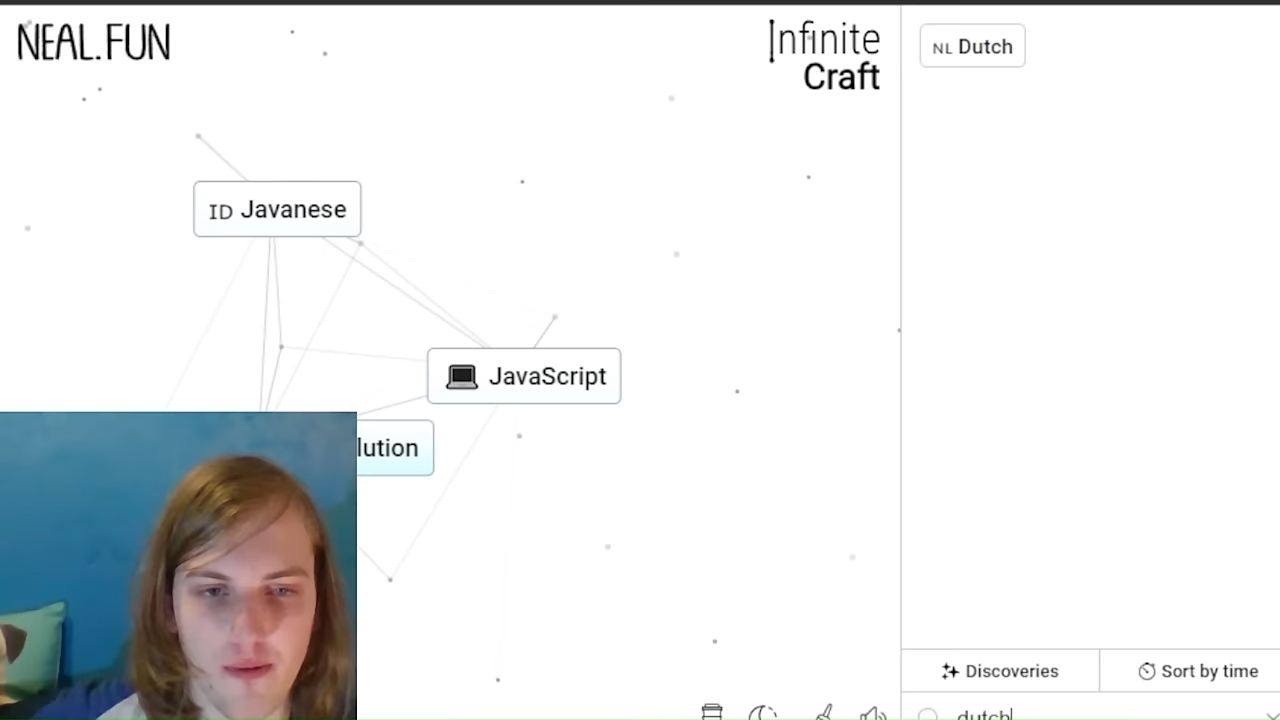 NEAL.FUN
Infinite
Craft
NL Dutch
ID Javanese
JavaScript
lution
Discoveries
Sort by time
dutch